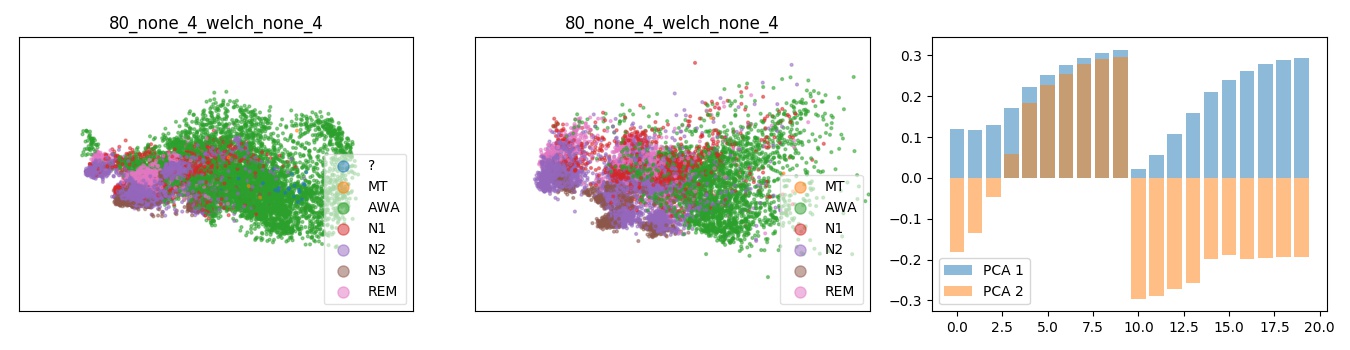 80_none_4_welch_none_4
?
MT
AWA
N1
N2
N3
REM
80_none_4_welch_none_4
MT
AWA
N1
N2
N3
REM
0.3
0.2
0.1
0.0
−0.1
−0.2
−0.3
PCA 1
PCA 2
0.0 2.5 5.0 7.5 10.0 12.5 15.0 17.5 20.0